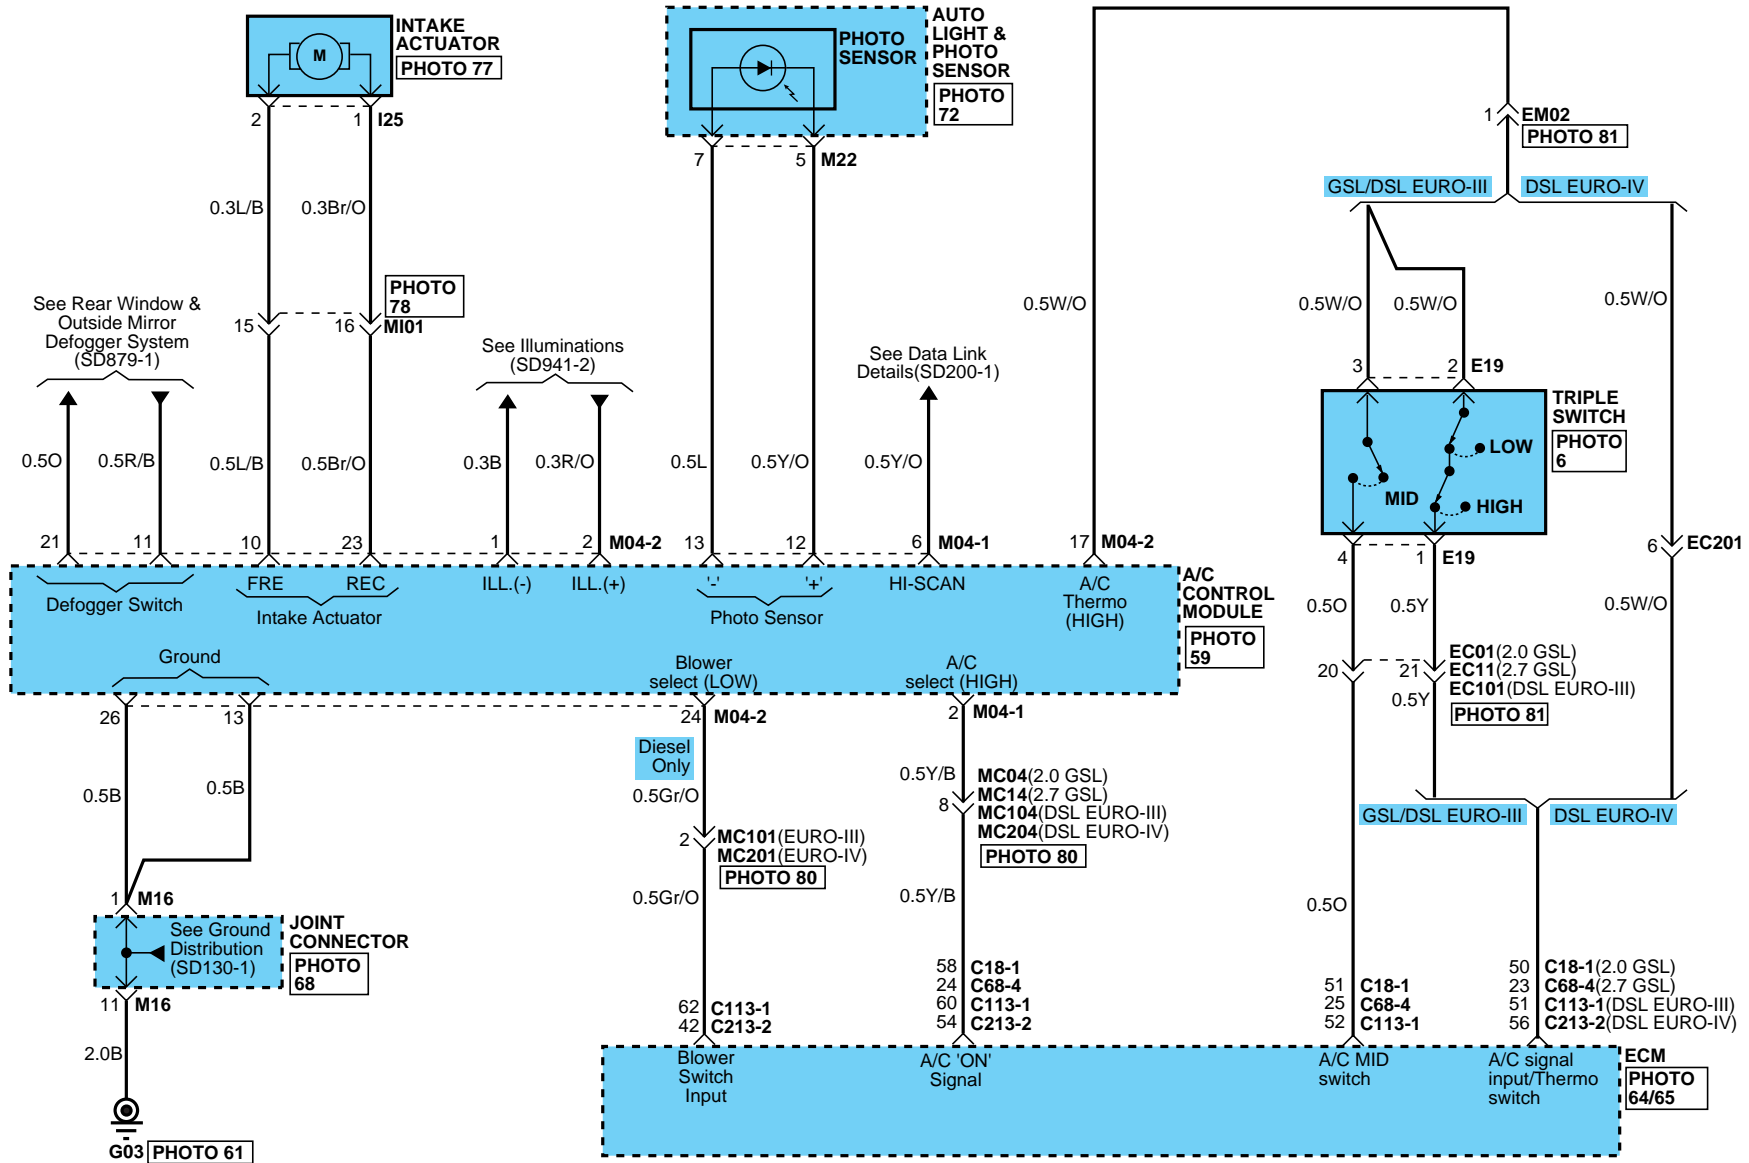 INTAKE
ACTUATOR
PHOTO 77
M
2
1
I25
0.3L/B
0.3Br/O
PHOTO
78
15
16
MI01
0.5L/B
0.5Br/O
See Rear Window &
Outside Mirror
Defogger System
(SD879-1)
0.5O
0.5R/B
See Illuminations
(SD941-2)
0.3B
0.3R/O
AUTO
LIGHT &
PHOTO
SENSOR
PHOTO
72
PHOTO
SENSOR
7
5
M22
0.5L
0.5Y/O
See Data Link
Details(SD200-1)
0.5Y/O
0.5W/O
1
EM02
PHOTO 81
GSL/DSL EURO-III
DSL EURO-IV
0.5W/O
0.5W/O
0.5W/O
3
2
E19
TRIPLE
SWITCH
PHOTO
6
LOW
MID
HIGH
4
1
E19
6
EC201
0.5O
0.5Y
0.5W/O
20
21
EC01(2.0 GSL)
EC11(2.7 GSL)
EC101(DSL EURO-III)
PHOTO 81
0.5Y
GSL/DSL EURO-III
DSL EURO-IV
21
11
10
23
1
2
M04-2
13
12
6
M04-1
17
M04-2
A/C
CONTROL
MODULE
PHOTO
59
Defogger Switch
FRE
REC
Intake Actuator
ILL.(-)
ILL.(+)
'-'
'+'
Photo Sensor
HI-SCAN
A/C
Thermo
(HIGH)
Ground
Blower
select (LOW)
A/C
select (HIGH)
26
13
24
M04-2
2
M04-1
0.5B
0.5B
Diesel
Only
0.5Gr/O
2
MC101(EURO-III)
MC201(EURO-IV)
PHOTO 80
0.5Gr/O
0.5Y/B
8
MC04(2.0 GSL)
MC14(2.7 GSL)
MC104(DSL EURO-III)
MC204(DSL EURO-IV)
PHOTO 80
0.5Y/B
0.5O
1
M16
See Ground
Distribution
(SD130-1)
JOINT
CONNECTOR
PHOTO
68
11
M16
2.0B
G03
PHOTO 61
62 C113-1
42 C213-2
58 C18-1
24 C68-4
60 C113-1
54 C213-2
51 C18-1
25 C68-4
52 C113-1
50 C18-1(2.0 GSL)
23 C68-4(2.7 GSL)
51 C113-1(DSL EURO-III)
56 C213-2(DSL EURO-IV)
Blower
Switch
Input
A/C 'ON'
Signal
A/C MID
switch
A/C signal
input/Thermo
switch
ECM
PHOTO
64/65